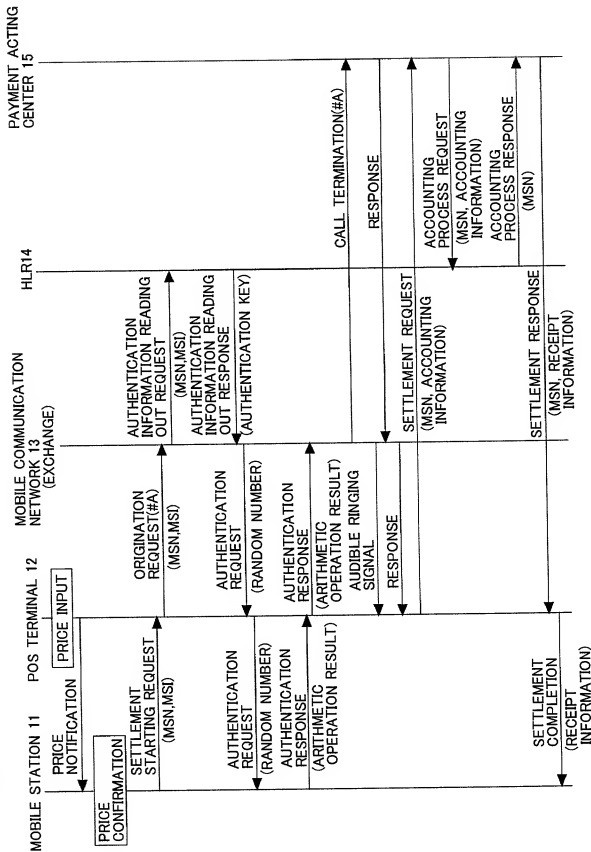 MOBILE STATION 11
POS TERMINAL 12
MOBILE COMMUNICATION
NETWORK 13
(EXCHANGE)
HLR14
PAYMENT ACTING
CENTER 15
PRICE INPUT
PRICE
NOTIFICATION
PRICE
CONFIRMATION
SETTLEMENT
STARTING REQUEST
(MSN,MSI)
ORIGINATION
REQUEST(#A)
(MSN,MSI)
AUTHENTICATION
INFORMATION READING
OUT REQUEST
(MSN,MSI)
AUTHENTICATION
INFORMATION READING
OUT RESPONSE
(AUTHENTICATION KEY)
AUTHENTICATION
REQUEST
(RANDOM NUMBER)
AUTHENTICATION
REQUEST
(RANDOM NUMBER)
AUTHENTICATION
RESPONSE
(ARITHMETIC
OPERATION RESULT)
AUTHENTICATION
RESPONSE
(ARITHMETIC
OPERATION RESULT)
CALL TERMINATION(#A)
AUDIBLE RINGING
SIGNAL
RESPONSE
RESPONSE
SETTLEMENT REQUEST
(MSN, ACCOUNTING
INFORMATION)
ACCOUNTING
PROCESS REQUEST
(MSN, ACCOUNTING
INFORMATION)
ACCOUNTING
PROCESS RESPONSE
(MSN)
SETTLEMENT RESPONSE
(MSN, RECEIPT
INFORMATION)
SETTLEMENT
COMPLETION
(RECEIPT
INFORMATION)